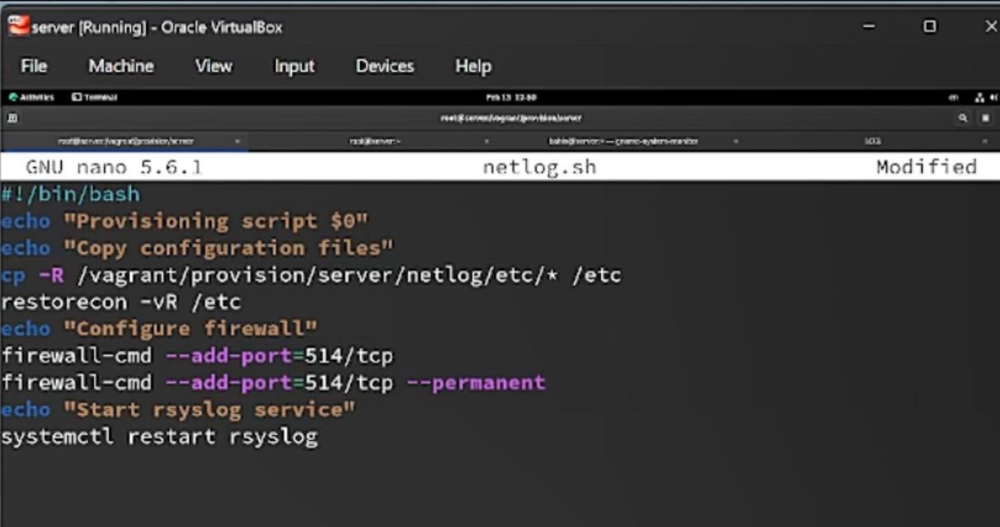 server [Running] - Oracle VirtualBox
File Machine View Input Devices Help
Activities Terminal Feb 13 12:50 en
root@server:/vagrant/provision/server
root@server:/vagrant/provision/server root@server:~ gnome-system-monitor
GNU nano 5.6.1 netlog.sh Modified
#!/bin/bash
echo "Provisioning script $0"
echo "Copy configuration files"
cp -R /vagrant/provision/server/netlog/etc/* /etc
restorecon -vR /etc
echo "Configure firewall"
firewall-cmd --add-port=514/tcp
firewall-cmd --add-port=514/tcp --permanent
echo "Start rsyslog service"
systemctl restart rsyslog